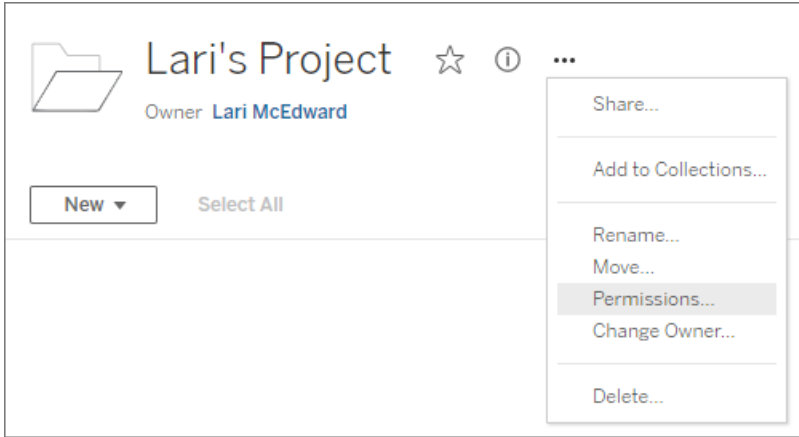 Lari's Project
Owner Lari McEdward
New
Select All
Share...
Add to Collections...
Rename...
Move...
Permissions...
Change Owner...
Delete...